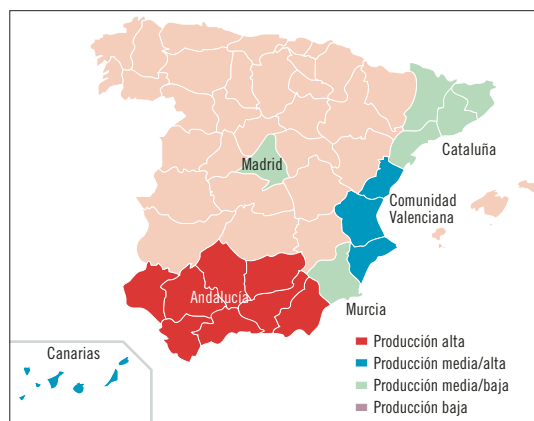 Madrid
Cataluña
Comunidad
Valenciana
Andalucía
Murcia
Canarias
Producción alta
Producción media/alta
Producción media/baja
Producción baja